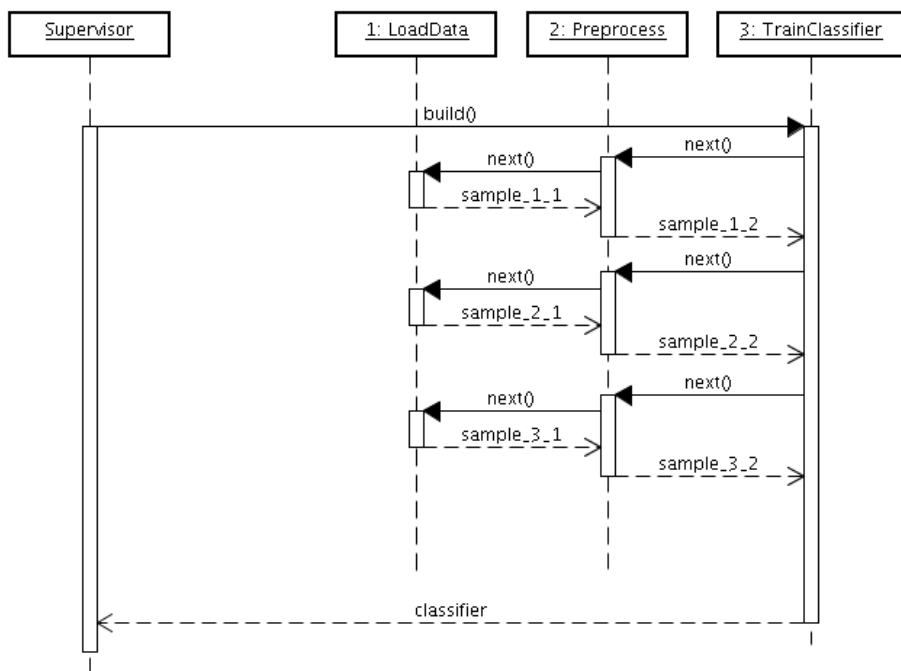 Supervisor
1: LoadData
2: Preprocess
3: TrainClassifier
build()
next()
next()
sample_1_1
sample_1_2
next()
next()
sample_2_1
sample_2_2
next()
next()
sample_3_1
sample_3_2
classifier